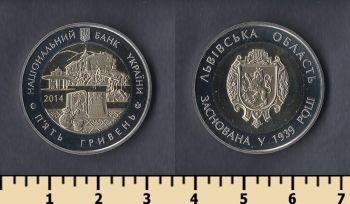 НАЦІОНАЛЬНИЙ БАНК УКРАЇНИ
2014
П'ЯТЬ ГРИВЕНЬ
ЛЬВІВСЬКА ОБЛАСТЬ
ЗАСНОВАНА У 1939 РОЦІ
1 2 3 4 5 6 7